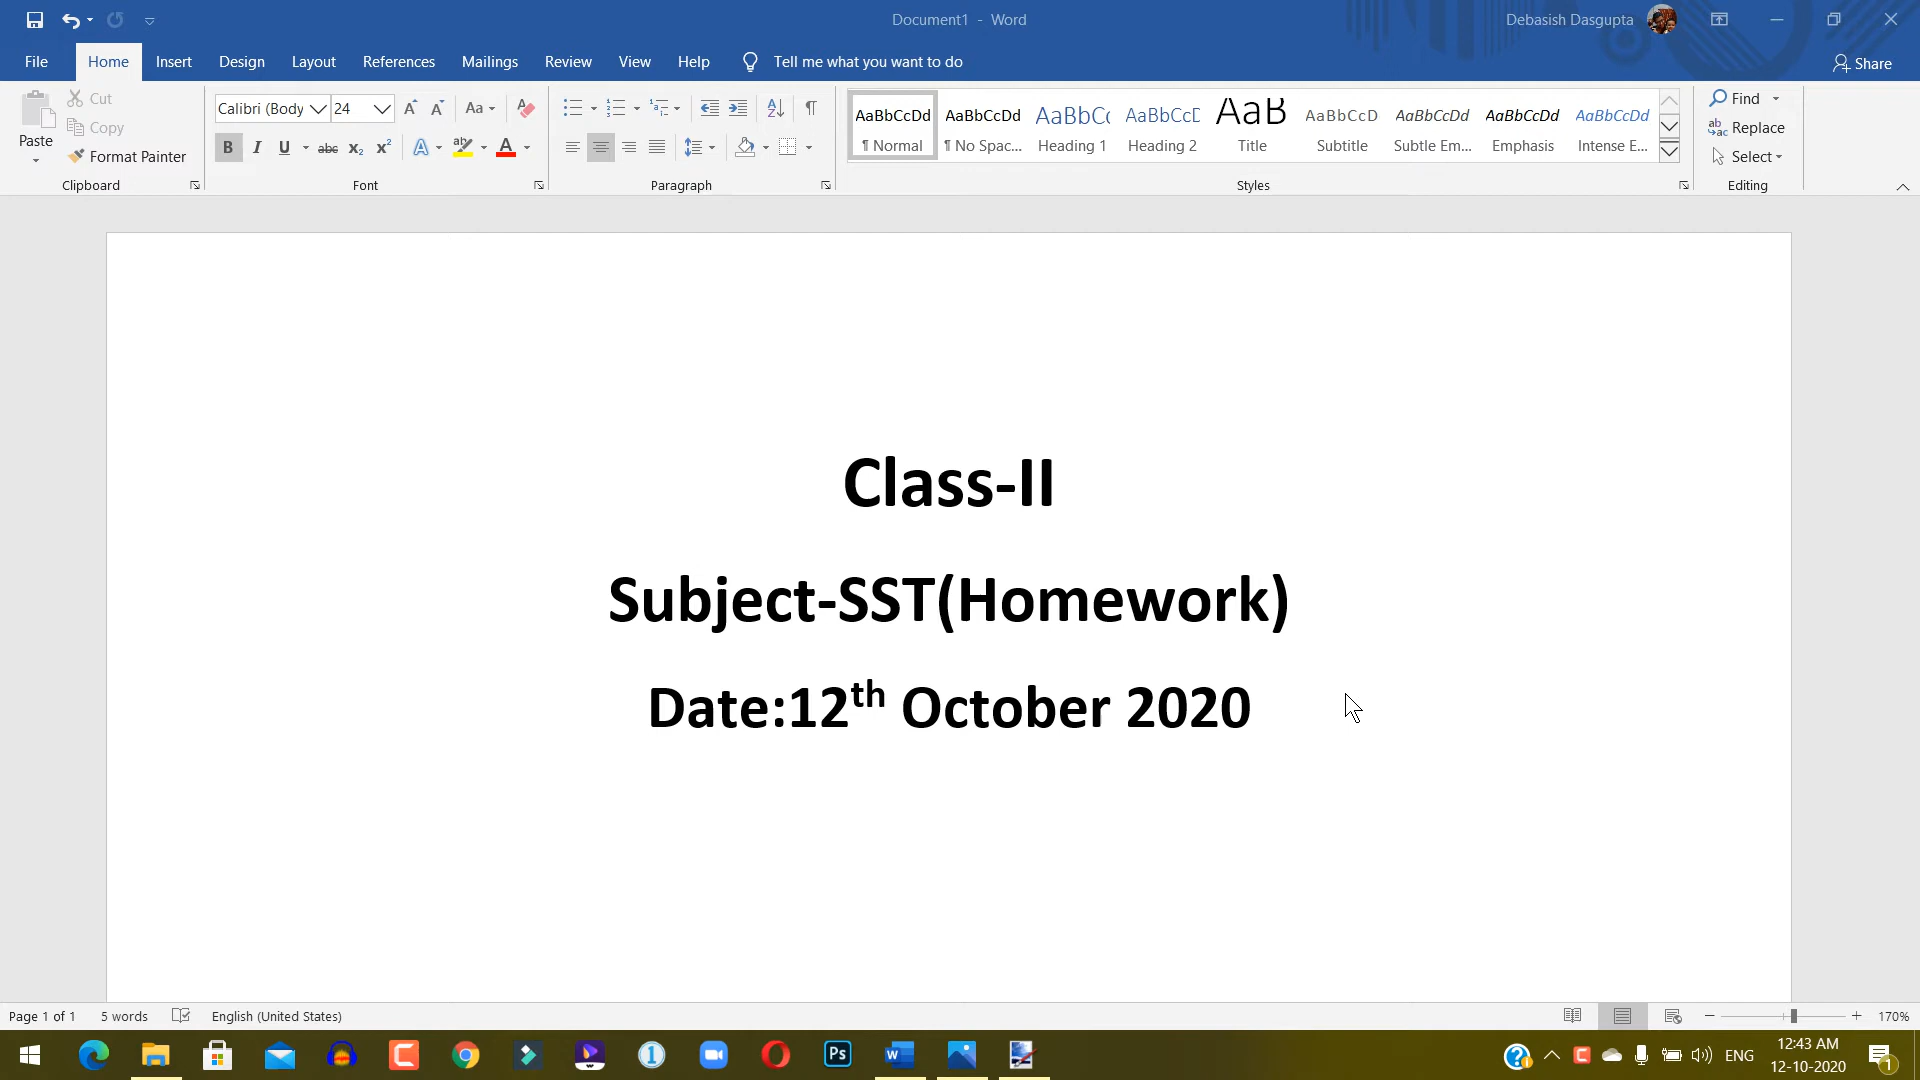 Document1 - Word
Debasish Dasgupta
File Home Insert Design Layout References Mailings Review View Help Tell me what you want to do Share
Paste
Cut
Copy
Format Painter
Clipboard
Calibri (Body 24
Font
Paragraph
AaBbCcDd AaBbCcDd AaBbCc AaBbCcD AaB AaBbCcD AaBbCcDd AaBbCcDd AaBbCcDd
¶ Normal ¶ No Spac... Heading 1 Heading 2 Title Subtitle Subtle Em... Emphasis Intense E...
Styles
Find
Replace
Select
Editing
Class-II
Subject-SST(Homework)
Date:12th October 2020
Page 1 of 1 5 words English (United States) 170%
ENG
12:43 AM
12-10-2020
1